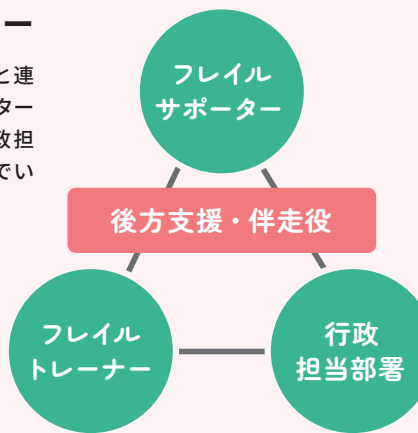 ー
と連
ター
政担
でい
フレイル
サポーター
後方支援・伴走役
フレイル
トレーナー
行政
担当部署